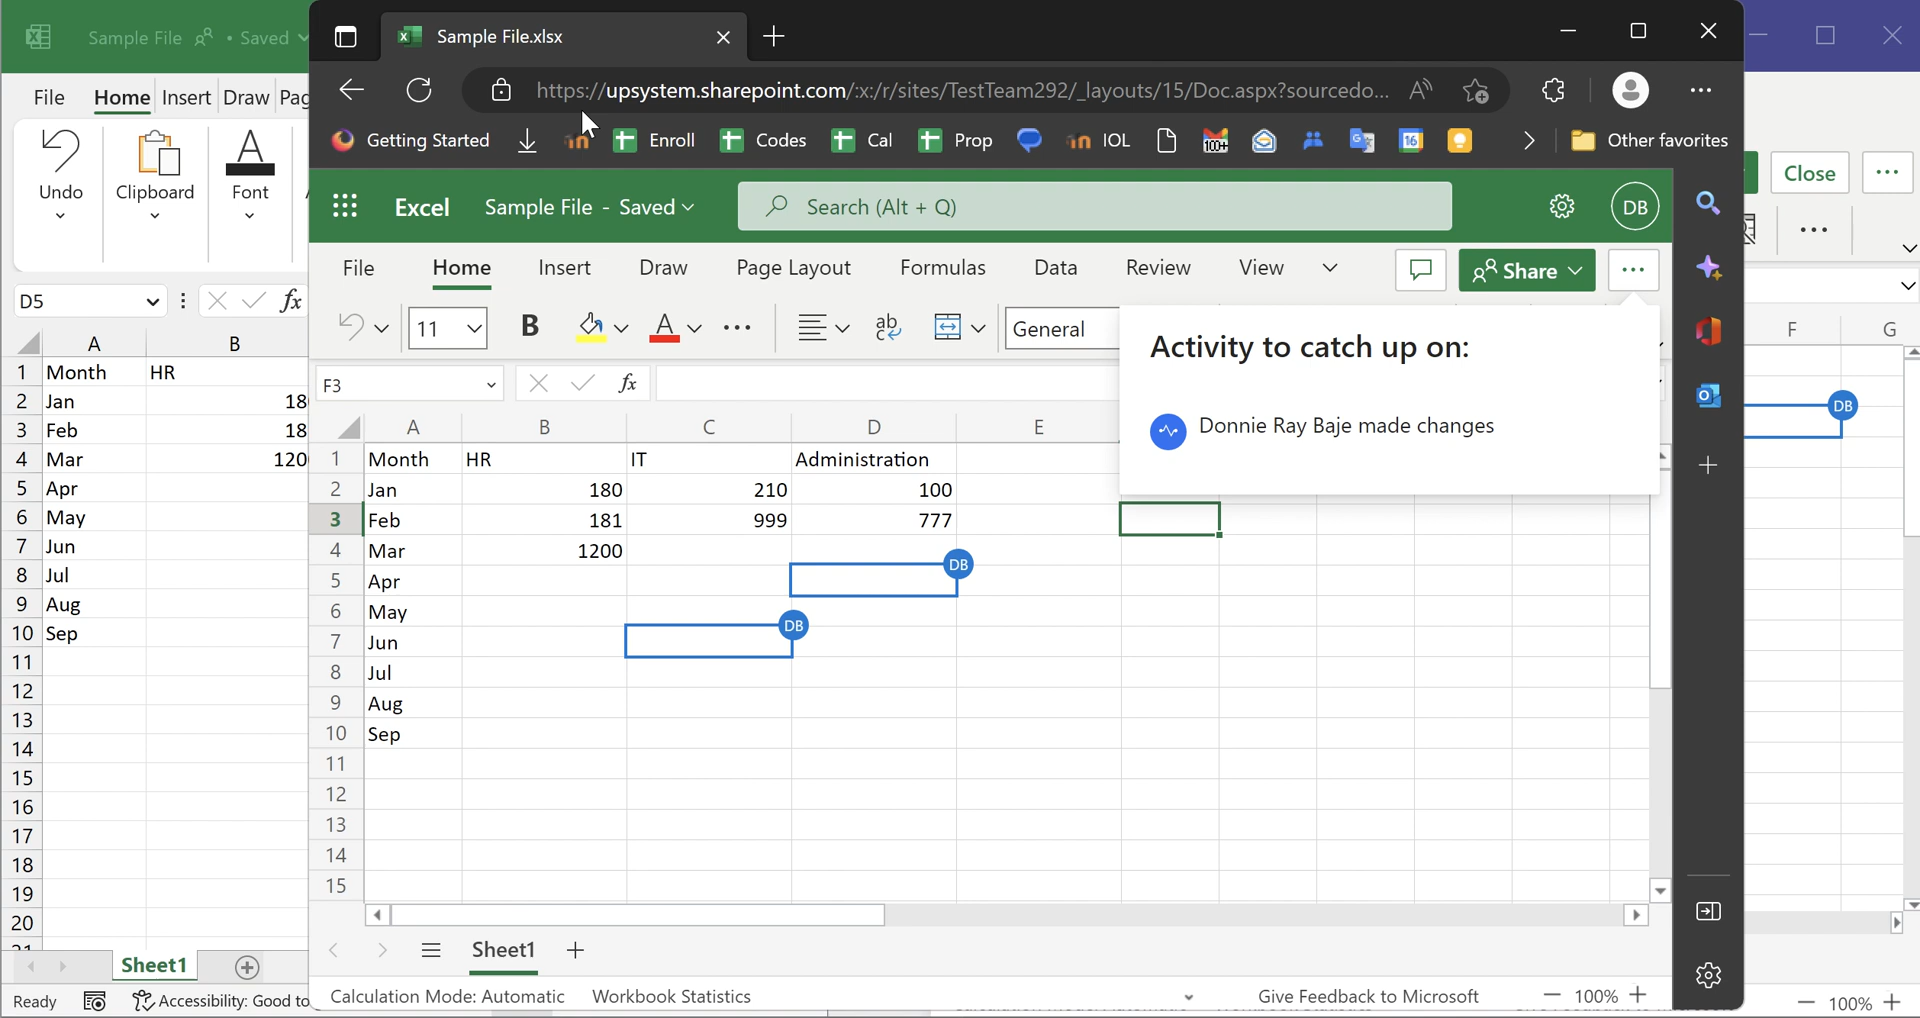 Sample File • Saved
File Home Insert Draw Pag
Undo
Clipboard
Font
D5
fx
A B
1 Month HR
2 Jan 18
3 Feb 18
4 Mar 120
5 Apr
6 May
7 Jun
8 Jul
9 Aug
10 Sep
11
12
13
14
15
16
17
18
19
20
21
Sheet1
Ready
Accessibility: Good to
Sample File.xlsx
https://upsystem.sharepoint.com/:x:/r/sites/TestTeam292/_layouts/15/Doc.aspx?sourcedo...
Getting Started Enroll Codes Cal Prop IOL 100+ 16 Other favorites
Excel Sample File - Saved Search (Alt + Q) DB
File Home Insert Draw Page Layout Formulas Data Review View Share ...
11 B A ... ab c General
F3 fx
Activity to catch up on:
Donnie Ray Baje made changes
A B C D E
1 Month HR IT Administration
2 Jan 180 210 100
3 Feb 181 999 777
4 Mar 1200
DB
5 Apr
6 May
DB
7 Jun
8 Jul
9 Aug
10 Sep
11
12
13
14
15
Sheet1
Calculation Mode: Automatic Workbook Statistics Give Feedback to Microsoft 100%
Close ...
...
F G
DB
100%